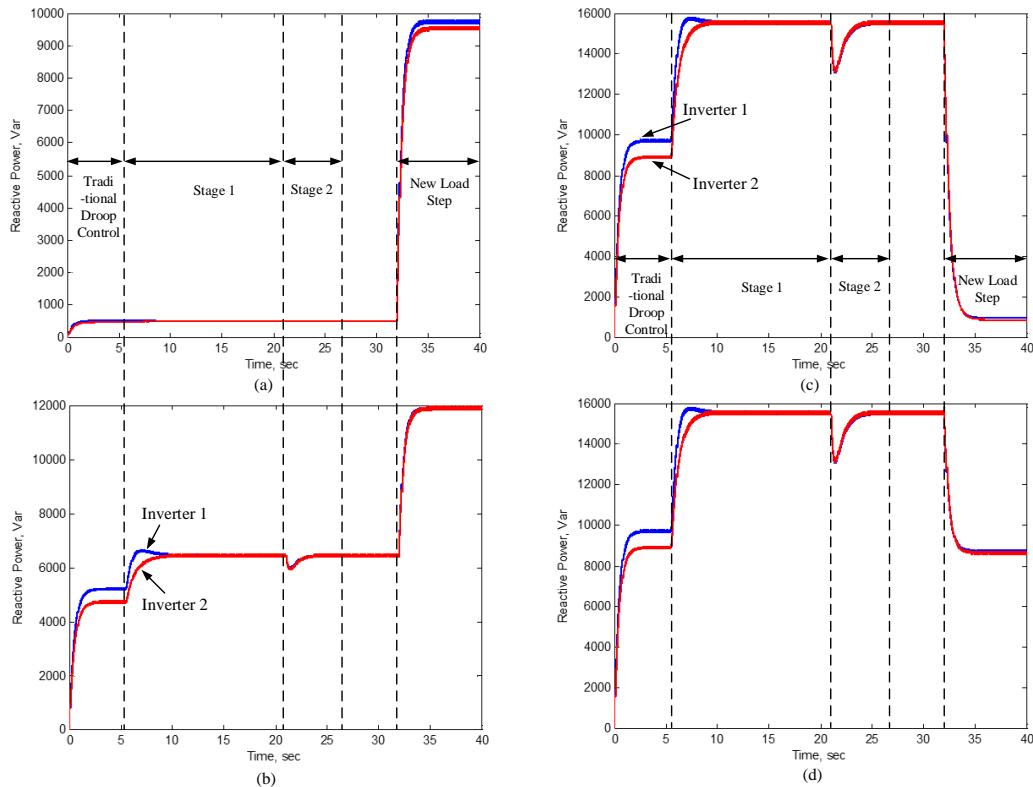 10000
9000
8000
7000
6000
5000
4000
3000
2000
1000
0
Reactive Power, Var
Tradi
-tional
Droop
Control
Stage 1
Stage 2
New Load
Step
0 5 10 15 20 25 30 35 40
Time, sec
(a)
16000
14000
12000
10000
8000
6000
4000
2000
0
Reactive Power, Var
Inverter 1
Inverter 2
Tradi
-tional
Droop
Control
Stage 1
Stage 2
New Load
Step
0 5 10 15 20 25 30 35 40
Time, sec
(c)
12000
10000
8000
6000
4000
2000
0
Reactive Power, Var
Inverter 1
Inverter 2
0 5 10 15 20 25 30 35 40
Time, sec
(b)
16000
14000
12000
10000
8000
6000
4000
2000
0
Reactive Power, Var
0 5 10 15 20 25 30 35 40
Time, sec
(d)